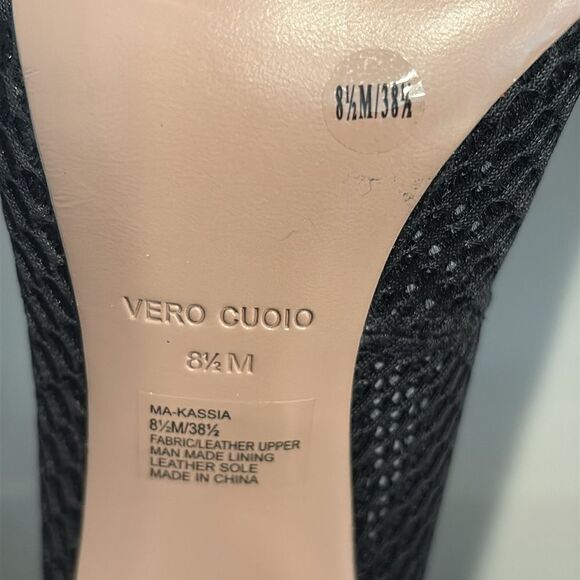 8½M/38½
VERO CUOIO
8½ M
MA-KASSIA
8½M/38½
FABRIC/LEATHER UPPER
MAN MADE LINING
LEATHER SOLE
MADE IN CHINA